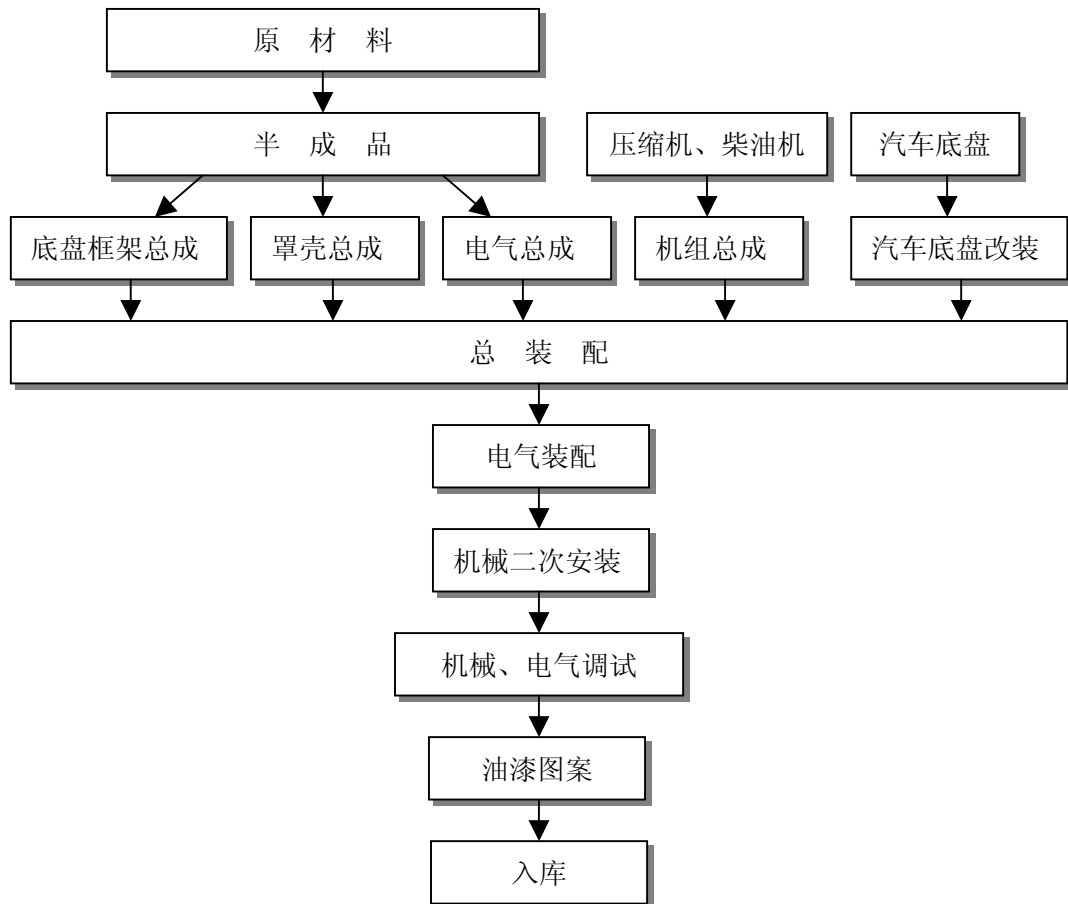 原 材 料
半 成 品
压缩机、柴油机
汽车底盘
底盘框架总成
罩壳总成
电气总成
机组总成
汽车底盘改装
总 装 配
电气装配
机械二次安装
机械、电气调试
油漆图案
入库